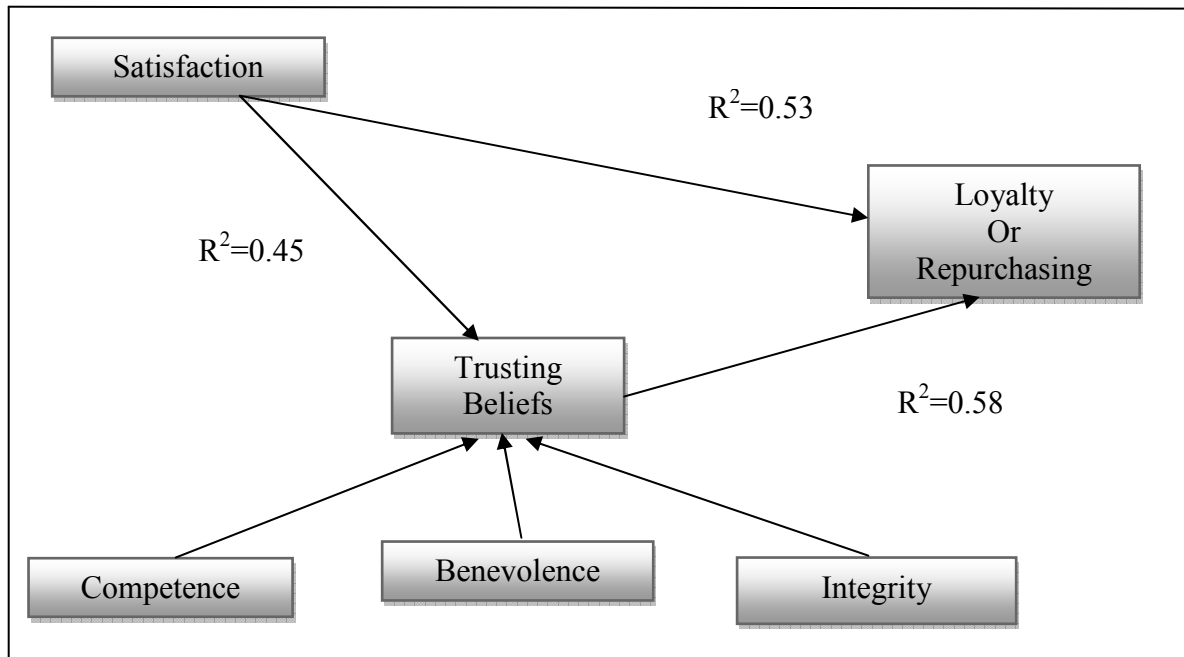 Satisfaction
R²=0.53
Loyalty
Or
Repurchasing
R²=0.45
Trusting
Beliefs
R²=0.58
Competence
Benevolence
Integrity